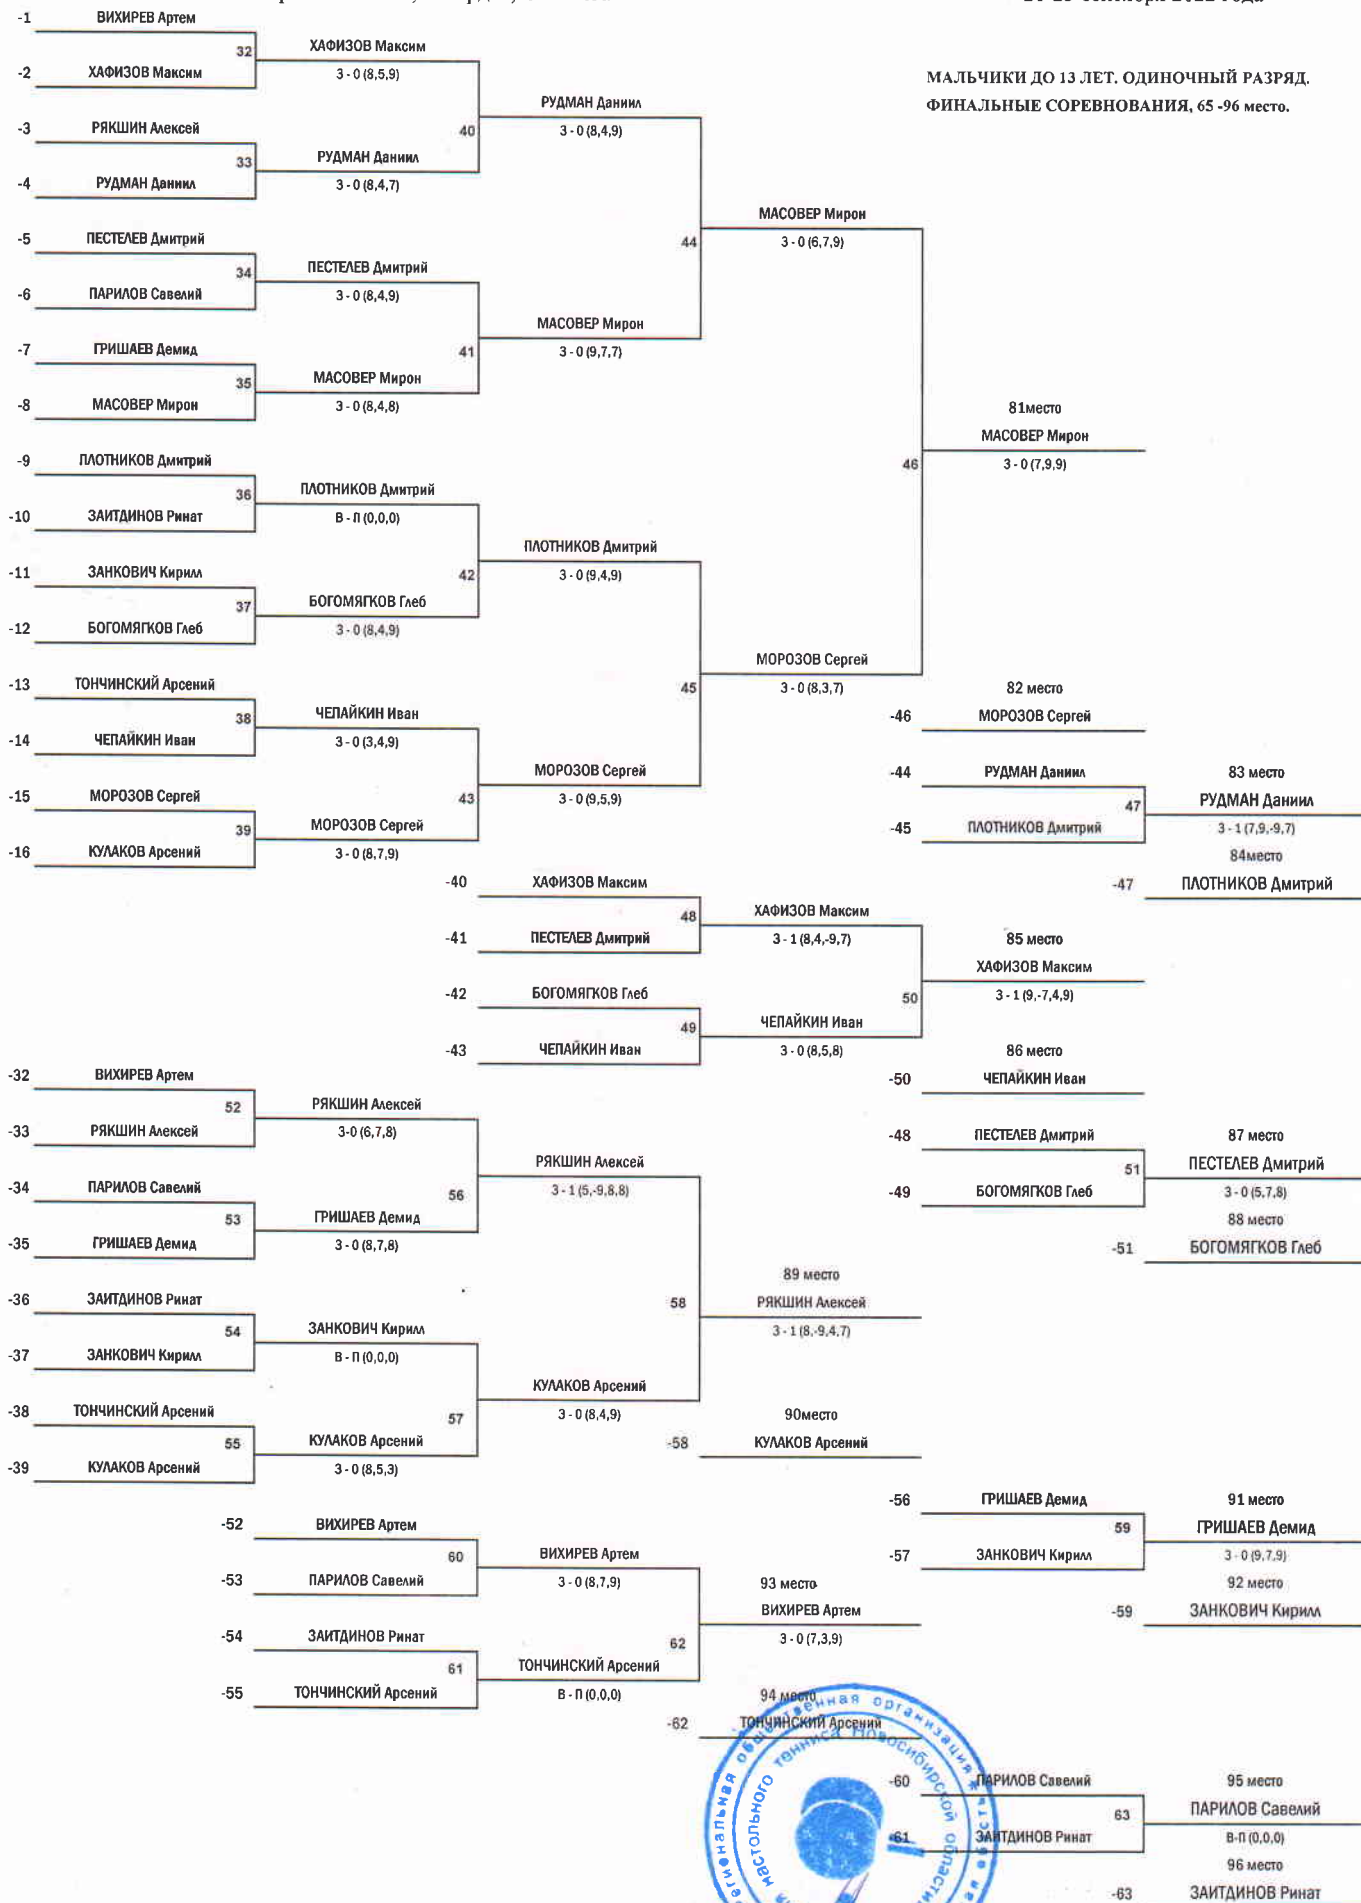 МАЛЬЧИКИ ДО 13 ЛЕТ. ОДИНОЧНЫЙ РАЗРЯД.
ФИНАЛЬНЫЕ СОРЕВНОВАНИЯ, 65 -96 место.
-1 ВИХИРЕВ Артем
32 ХАФИЗОВ Максим
-2 ХАФИЗОВ Максим 3 - 0 (8,5,9)
РУДМАН Даниил
-3 РЯКШИН Алексей 40 3 - 0 (8,4,9)
33 РУДМАН Даниил
-4 РУДМАН Даниил 3 - 0 (8,4,7)
МАСОВЕР Мирон
-5 ПЕСТЕЛЕВ Дмитрий 44 3 - 0 (6,7,9)
34 ПЕСТЕЛЕВ Дмитрий
-6 ПАРИЛОВ Савелий 3 - 0 (8,4,9)
МАСОВЕР Мирон
-7 ГРИШАЕВ Демид 41 3 - 0 (9,7,7)
35 МАСОВЕР Мирон
-8 МАСОВЕР Мирон 3 - 0 (8,4,8)
81место
МАСОВЕР Мирон
-9 ПЛОТНИКОВ Дмитрий 46 3 - 0 (7,9,9)
36 ПЛОТНИКОВ Дмитрий
-10 ЗАИТДИНОВ Ринат В - П (0,0,0)
ПЛОТНИКОВ Дмитрий
-11 ЗАНКОВИЧ Кирилл 42 3 - 0 (9,4,9)
37 БОГОМЯГКОВ Глеб
-12 БОГОМЯГКОВ Глеб 3 - 0 (8,4,9)
МОРОЗОВ Сергей
-13 ТОНЧИНСКИЙ Арсений 45 3 - 0 (8,3,7) 82 место
38 ЧЕПАЙКИН Иван -46 МОРОЗОВ Сергей
-14 ЧЕПАЙКИН Иван 3 - 0 (3,4,9)
МОРОЗОВ Сергей -44 РУДМАН Даниил 83 место
-15 МОРОЗОВ Сергей 43 3 - 0 (9,5,9) 47 РУДМАН Даниил
39 МОРОЗОВ Сергей -45 ПЛОТНИКОВ Дмитрий 3 - 1 (7,9,-9,7)
-16 КУЛАКОВ Арсений 3 - 0 (8,7,9) 84место
-40 ХАФИЗОВ Максим -47 ПЛОТНИКОВ Дмитрий
48 ХАФИЗОВ Максим
-41 ПЕСТЕЛЕВ Дмитрий 3 - 1 (8,4,-9,7) 85 место
ХАФИЗОВ Максим
-42 БОГОМЯГКОВ Глеб 50 3 - 1 (9,-7,4,9)
49 ЧЕПАЙКИН Иван
-43 ЧЕПАЙКИН Иван 3 - 0 (8,5,8) 86 место
-32 ВИХИРЕВ Артем -50 ЧЕПАЙКИН Иван
52 РЯКШИН Алексей
-33 РЯКШИН Алексей 3-0 (6,7,8) -48 ПЕСТЕЛЕВ Дмитрий 87 место
РЯКШИН Алексей 51 ПЕСТЕЛЕВ Дмитрий
-34 ПАРИЛОВ Савелий 56 3 - 1 (5,-9,8,8) -49 БОГОМЯГКОВ Глеб 3 - 0 (5,7,8)
53 ГРИШАЕВ Демид 88 место
-35 ГРИШАЕВ Демид 3 - 0 (8,7,8) -51 БОГОМЯГКОВ Глеб
89 место
-36 ЗАИТДИНОВ Ринат 58 РЯКШИН Алексей
54 ЗАНКОВИЧ Кирилл 3 - 1 (8,-9,4,7)
-37 ЗАНКОВИЧ Кирилл В - П (0,0,0)
КУЛАКОВ Арсений
-38 ТОНЧИНСКИЙ Арсений 57 3 - 0 (8,4,9) 90место
55 КУЛАКОВ Арсений -58 КУЛАКОВ Арсений
-39 КУЛАКОВ Арсений 3 - 0 (8,5,3)
-56 ГРИШАЕВ Демид 91 место
-52 ВИХИРЕВ Артем 59 ГРИШАЕВ Демид
60 ВИХИРЕВ Артем -57 ЗАНКОВИЧ Кирилл 3 - 0 (9,7,9)
-53 ПАРИЛОВ Савелий 3 - 0 (8,7,9) 93 место 92 место
ВИХИРЕВ Артем -59 ЗАНКОВИЧ Кирилл
-54 ЗАИТДИНОВ Ринат 62 3 - 0 (7,3,9)
61 ТОНЧИНСКИЙ Арсений
-55 ТОНЧИНСКИЙ Арсений В - П (0,0,0) 94 место
-62 ТОНЧИНСКИЙ Арсений
-60 ПАРИЛОВ Савелий 95 место
63 ПАРИЛОВ Савелий
-61 ЗАИТДИНОВ Ринат В-П (0,0,0)
96 место
-63 ЗАИТДИНОВ Ринат
общественная организация
настольного тенниса Новосибирской области